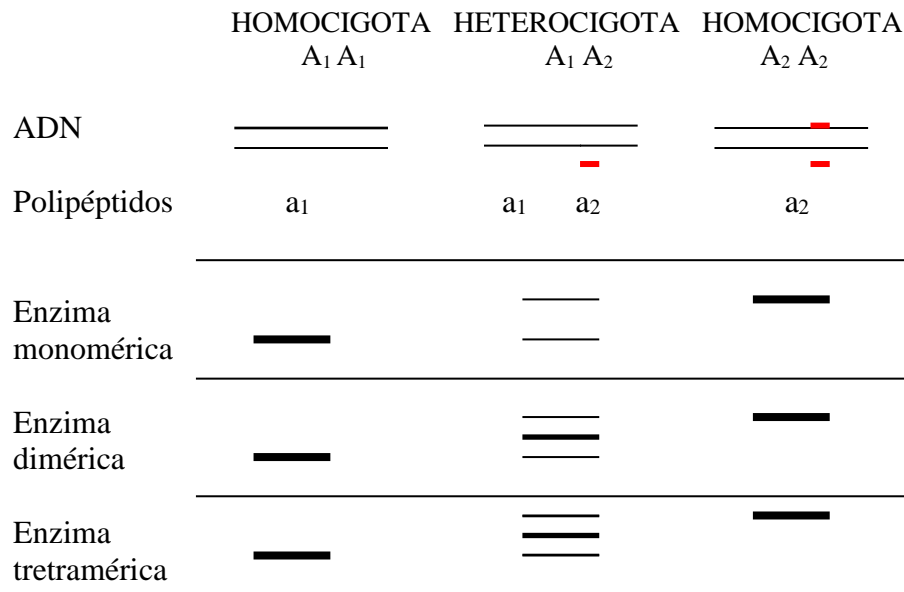 HOMOCIGOTA HETEROCIGOTA HOMOCIGOTA
A₁ A₁ A₁ A₂ A₂ A₂
ADN
Polipéptidos a₁ a₁ a₂ a₂
Enzima
monomérica
Enzima
dimérica
Enzima
tretramérica